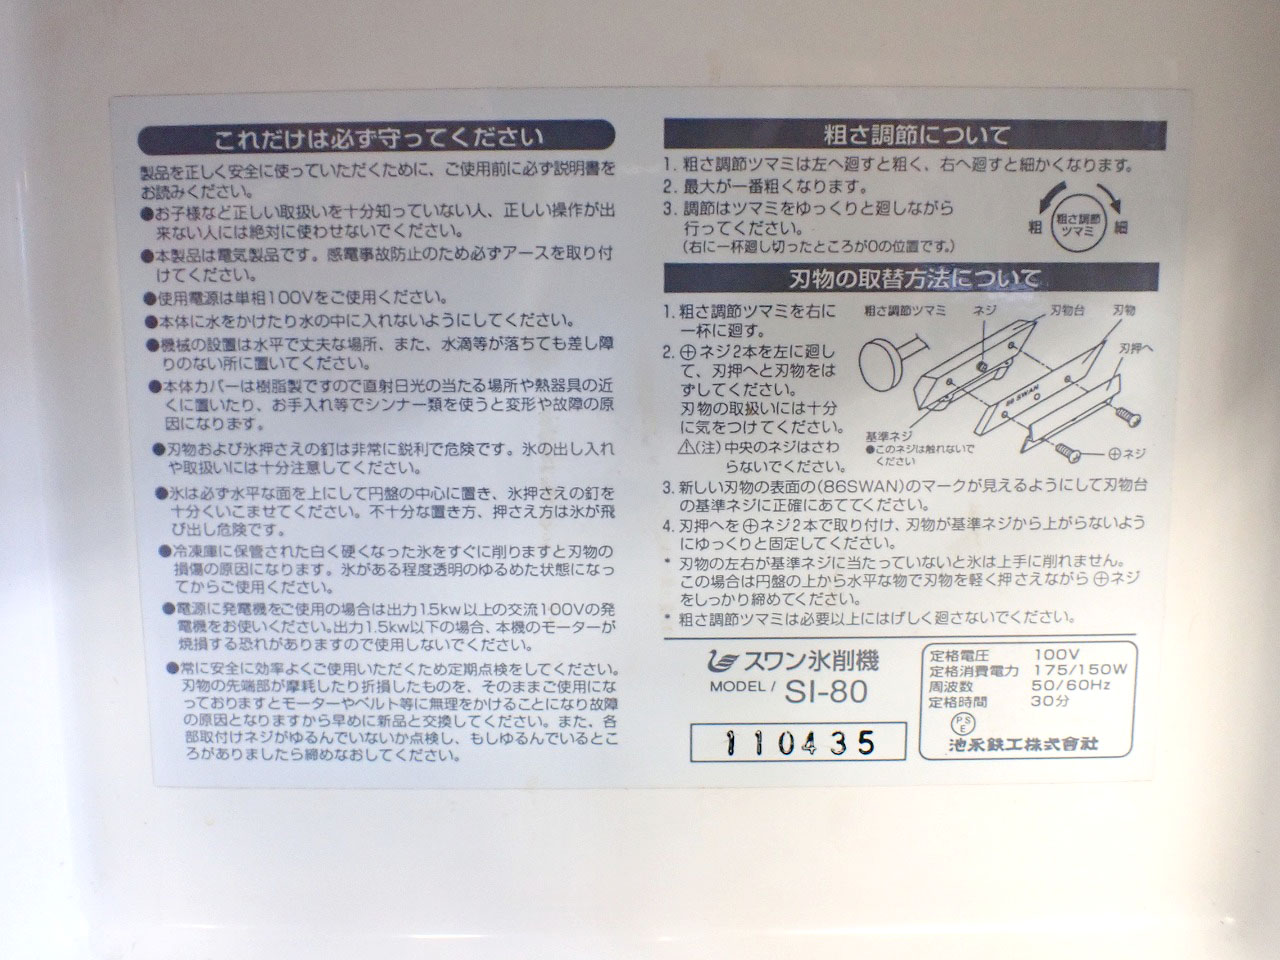 これだけは必ず守ってください
製品を正しく安全に使っていただくために、ご使用前に必ず説明書を
お読みください。
●お子様など正しい取扱いを十分知っていない人、正しい操作が出
来ない人には絶対に使わせないでください。
●本製品は電気製品です。感電事故防止のため必ずアースを取り付
けてください。
●使用電源は単相100Vをご使用ください。
●本体に水をかけたり水の中に入れないようにしてください。
●機械の設置は水平で丈夫な場所、また、水滴等が落ちても差し障
りのない所に置いてください。
●本体カバーは樹脂製ですので直射日光の当たる場所や熱器具の近
くに置いたり、お手入れ等でシンナー類を使うと変形や故障の原
因になります。
●刃物および氷押さえの釘は非常に鋭利で危険です。氷の出し入れ
や取扱いには十分注意してください。
●氷は必ず水平な面を上にして円盤の中心に置き、氷押さえの釘を
十分くいこませてください。不十分な置き方、押さえ方は氷が飛
び出し危険です。
●冷凍庫に保管された白く硬くなった氷をすぐに削りますと刃物の
損傷の原因になります。氷がある程度透明のゆるめた状態になっ
てからご使用ください。
●電源に発電機をご使用の場合は出力1.5kw以上の交流100Vの発
電機をお使いください。出力1.5kw以下の場合、本機のモーターが
焼損する恐れがありますので使用しないでください。
●常に安全に効率よくご使用いただくため定期点検をしてください。
刃物の先端部が摩耗したり折損したものを、そのままご使用にな
っておりますとモーターやベルト等に無理をかけることになり故障
の原因となりますから早めに新品と交換してください。また、各
部取付けネジがゆるんでいないか点検し、もしゆるんでいるとこ
ろがありましたら締めなおしてください。
粗さ調節について
1. 粗さ調節ツマミは左へ廻すと粗く、右へ廻すと細かくなります。
2. 最大が一番粗くなります。
3. 調節はツマミをゆっくりと廻しながら
行ってください。
(右に一杯廻し切ったところが0の位置です。)
粗
粗さ調節
ツマミ
細
刃物の取替方法について
1. 粗さ調節ツマミを右に
一杯に廻す。
2. ⊕ネジ2本を左に廻し
て、刃押へと刃物をは
ずしてください。
刃物の取扱いには十分
に気をつけてください。
⚠(注) 中央のネジはさわ
らないでください。
粗さ調節ツマミ
ネジ
刃物台
刃物
刃押へ
86 SWAN
基準ネジ
●このネジは触れないで
ください
⊕ネジ
3. 新しい刃物の表面の(86SWAN)のマークが見えるようにして刃物台
の基準ネジに正確にあててください。
4. 刃押へを⊕ネジ2本で取り付け、刃物が基準ネジから上がらないよう
にゆっくりと固定してください。
* 刃物の左右が基準ネジに当たっていないと氷は上手に削れません。
この場合は円盤の上から水平な物で刃物を軽く押さえながら⊕ネジ
をしっかり締めてください。
* 粗さ調節ツマミは必要以上にはげしく廻さないでください。
スワン氷削機
MODEL/ SI-80
110435
定格電圧 100V
定格消費電力 175/150W
周波数 50/60Hz
定格時間 30分
PS
E
池永鉄工株式會社